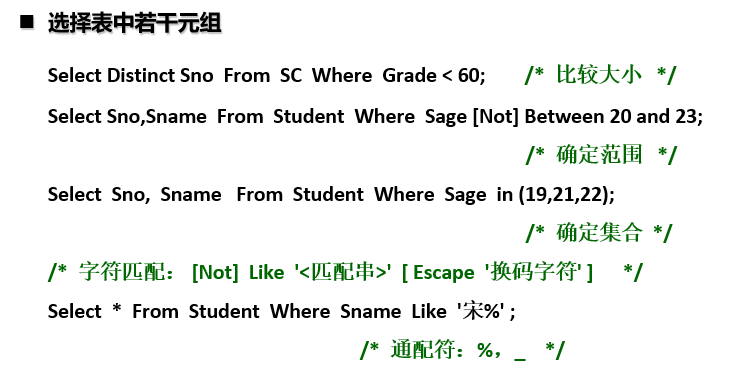 ■ 选择表中若干元组
Select Distinct Sno From SC Where Grade < 60; /* 比较大小 */
Select Sno,Sname From Student Where Sage [Not] Between 20 and 23;
/* 确定范围 */
Select Sno, Sname From Student Where Sage in (19,21,22);
/* 确定集合 */
/* 字符匹配： [Not] Like '<匹配串>' [ Escape '换码字符' ] */
Select * From Student Where Sname Like '宋%' ;
/* 通配符：%，_ */